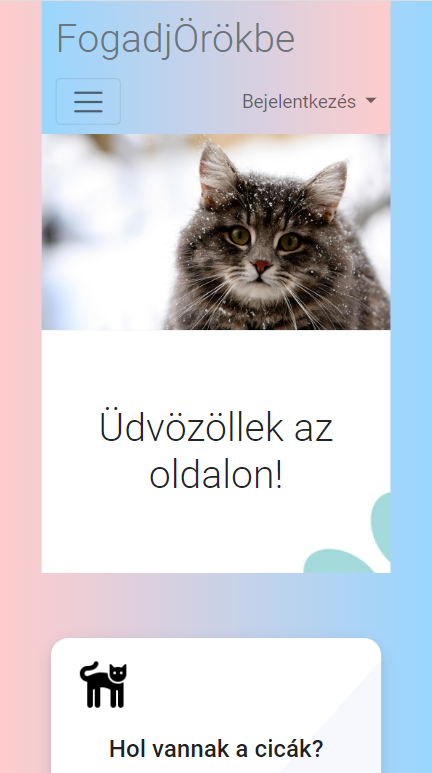 FogadjÖrökbe
Bejelentkezés
Üdvözöllek az
oldalon!
Hol vannak a cicák?